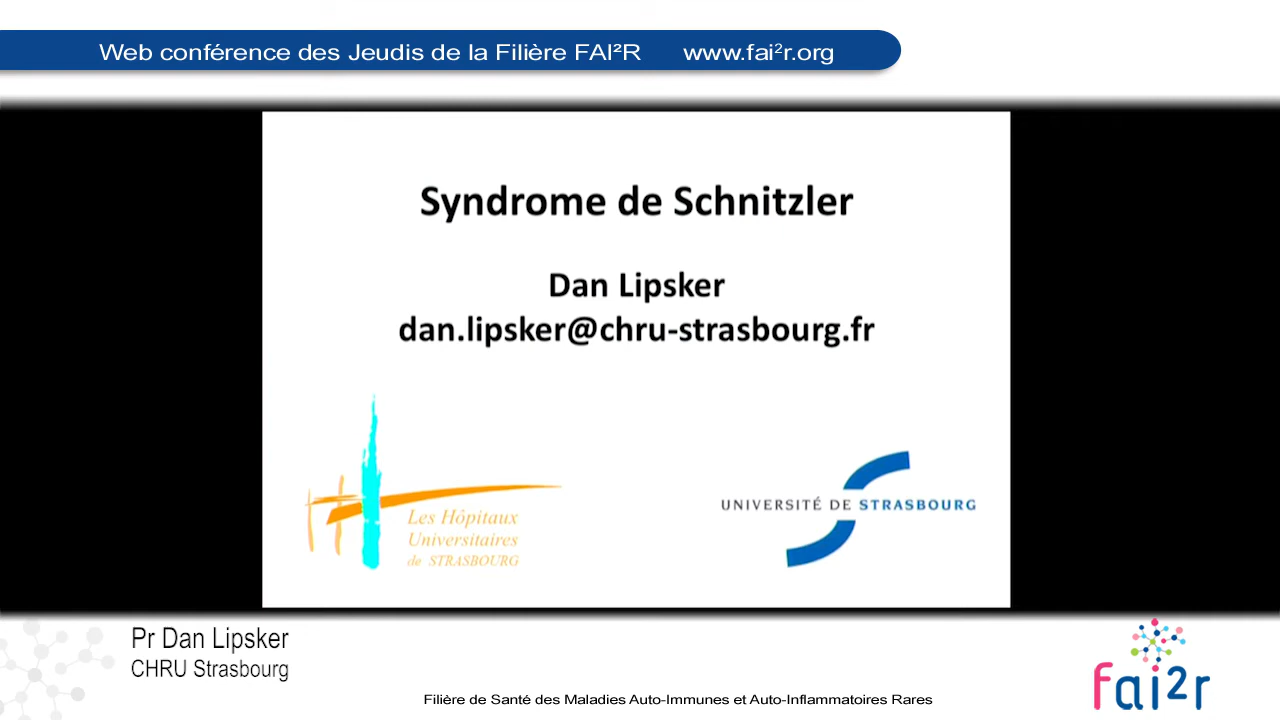 Web conférence des Jeudis de la Filière FAI²R www.fai²r.org
Syndrome de Schnitzler
Dan Lipsker
dan.lipsker@chru-strasbourg.fr
Les Hôpitaux
Universitaires
de STRASBOURG
UNIVERSITÉ DE STRASBOURG
Pr Dan Lipsker
CHRU Strasbourg
fai2r
Filière de Santé des Maladies Auto-Immunes et Auto-Inflammatoires Rares